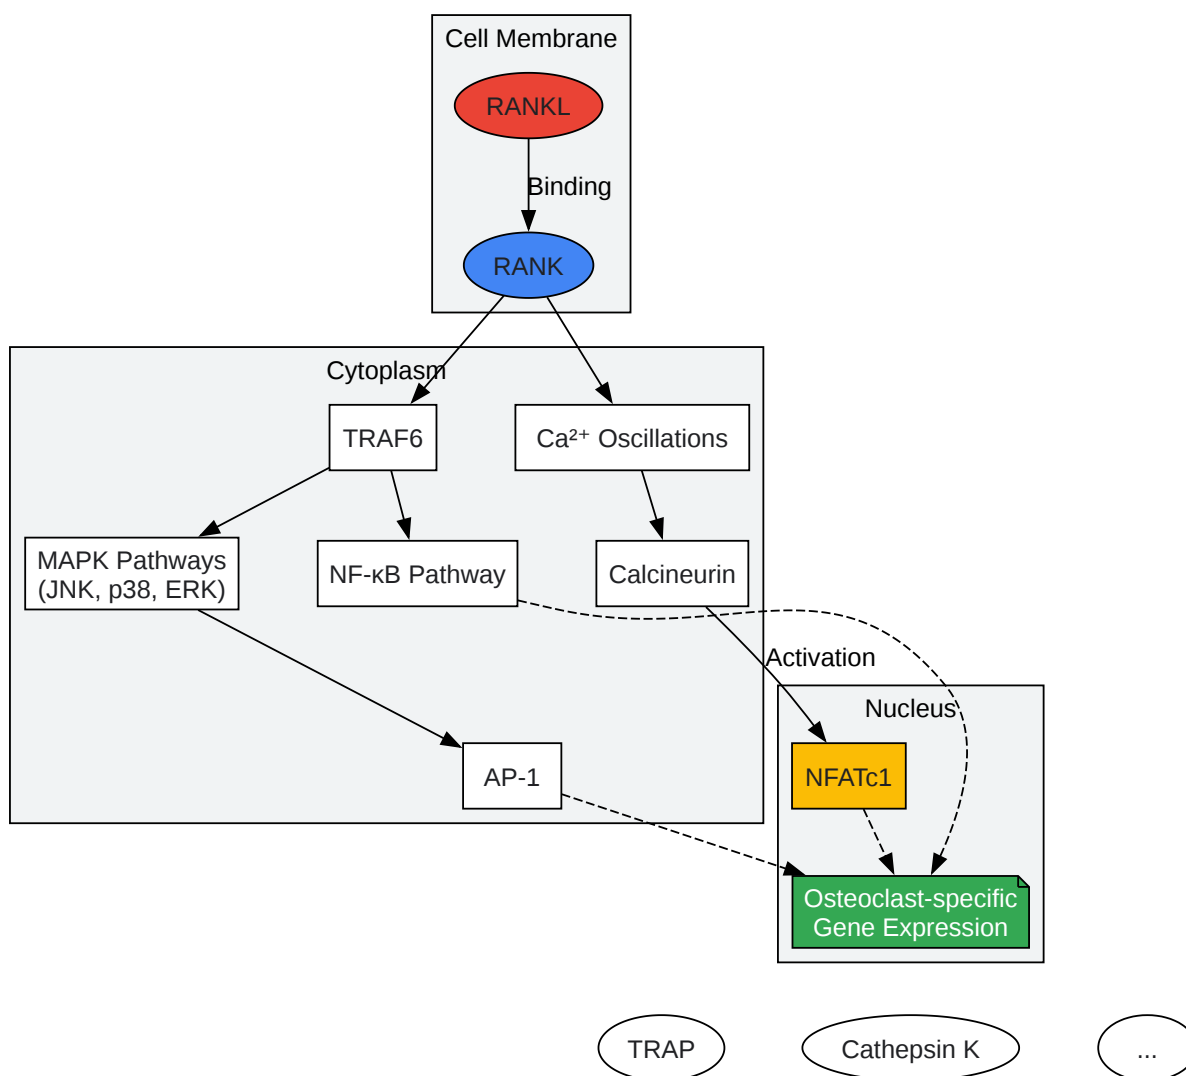 Cell Membrane
RANKL
Binding
RANK
Cytoplasm
TRAF6
Ca²⁺ Oscillations
MAPK Pathways
(JNK, p38, ERK)
NF-κB Pathway
Calcineurin
Activation
Nucleus
AP-1
NFATc1
Osteoclast-specific
Gene Expression
TRAP
Cathepsin K
...